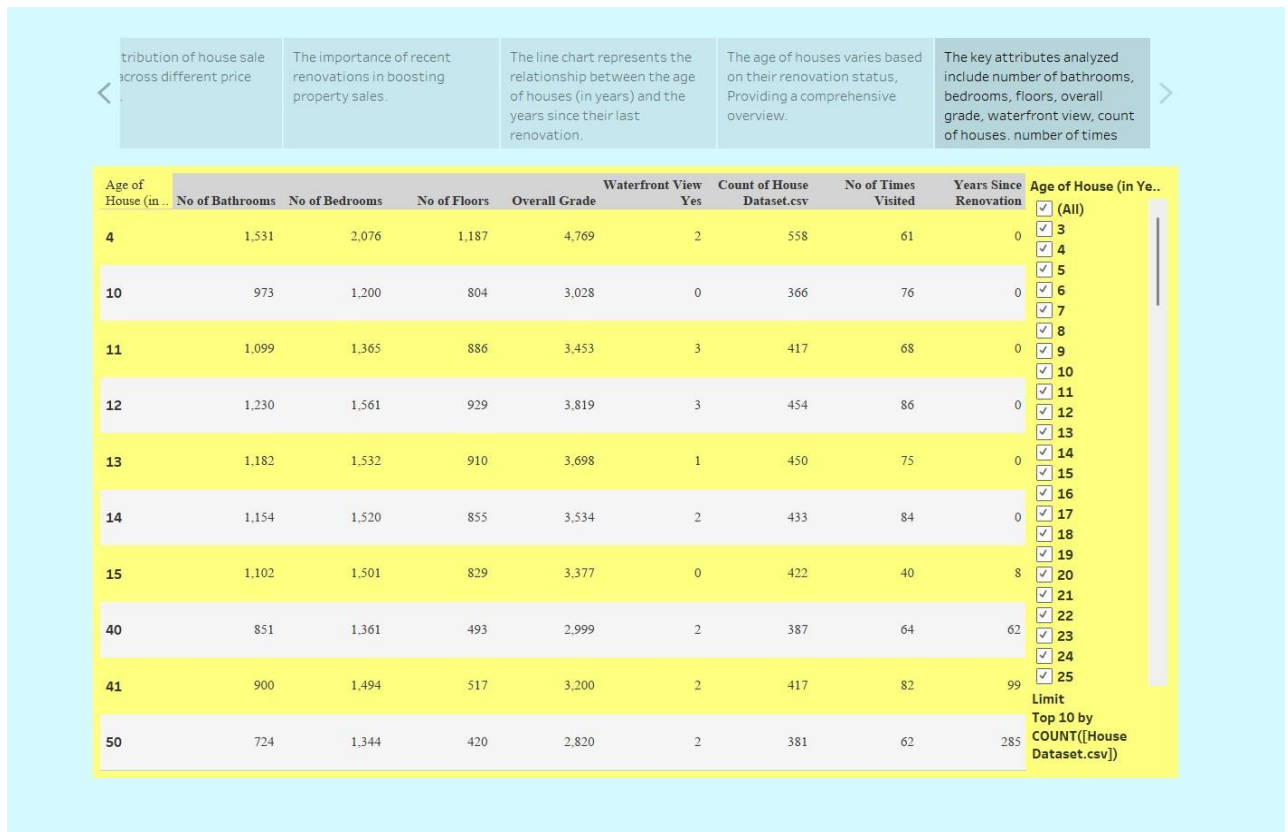 tribution of house sale
across different price
.
The importance of recent
renovations in boosting
property sales.
The line chart represents the
relationship between the age
of houses (in years) and the
years since their last
renovation.
The age of houses varies based
on their renovation status,
Providing a comprehensive
overview.
The key attributes analyzed
include number of bathrooms,
bedrooms, floors, overall
grade, waterfront view, count
of houses. number of times
Age of
House (in .. No of Bathrooms No of Bedrooms No of Floors Overall Grade
Waterfront View
Yes
Count of House
Dataset.csv
No of Times
Visited
Years Since
Renovation
4 1,531 2,076 1,187 4,769 2 558 61 0
10 973 1,200 804 3,028 0 366 76 0
11 1,099 1,365 886 3,453 3 417 68 0
12 1,230 1,561 929 3,819 3 454 86 0
13 1,182 1,532 910 3,698 1 450 75 0
14 1,154 1,520 855 3,534 2 433 84 0
15 1,102 1,501 829 3,377 0 422 40 8
40 851 1,361 493 2,999 2 387 64 62
41 900 1,494 517 3,200 2 417 82 99
50 724 1,344 420 2,820 2 381 62 285
Age of House (in Ye..
(All)
3
4
5
6
7
8
9
10
11
12
13
14
15
16
17
18
19
20
21
22
23
24
25
Limit
Top 10 by
COUNT([House
Dataset.csv])